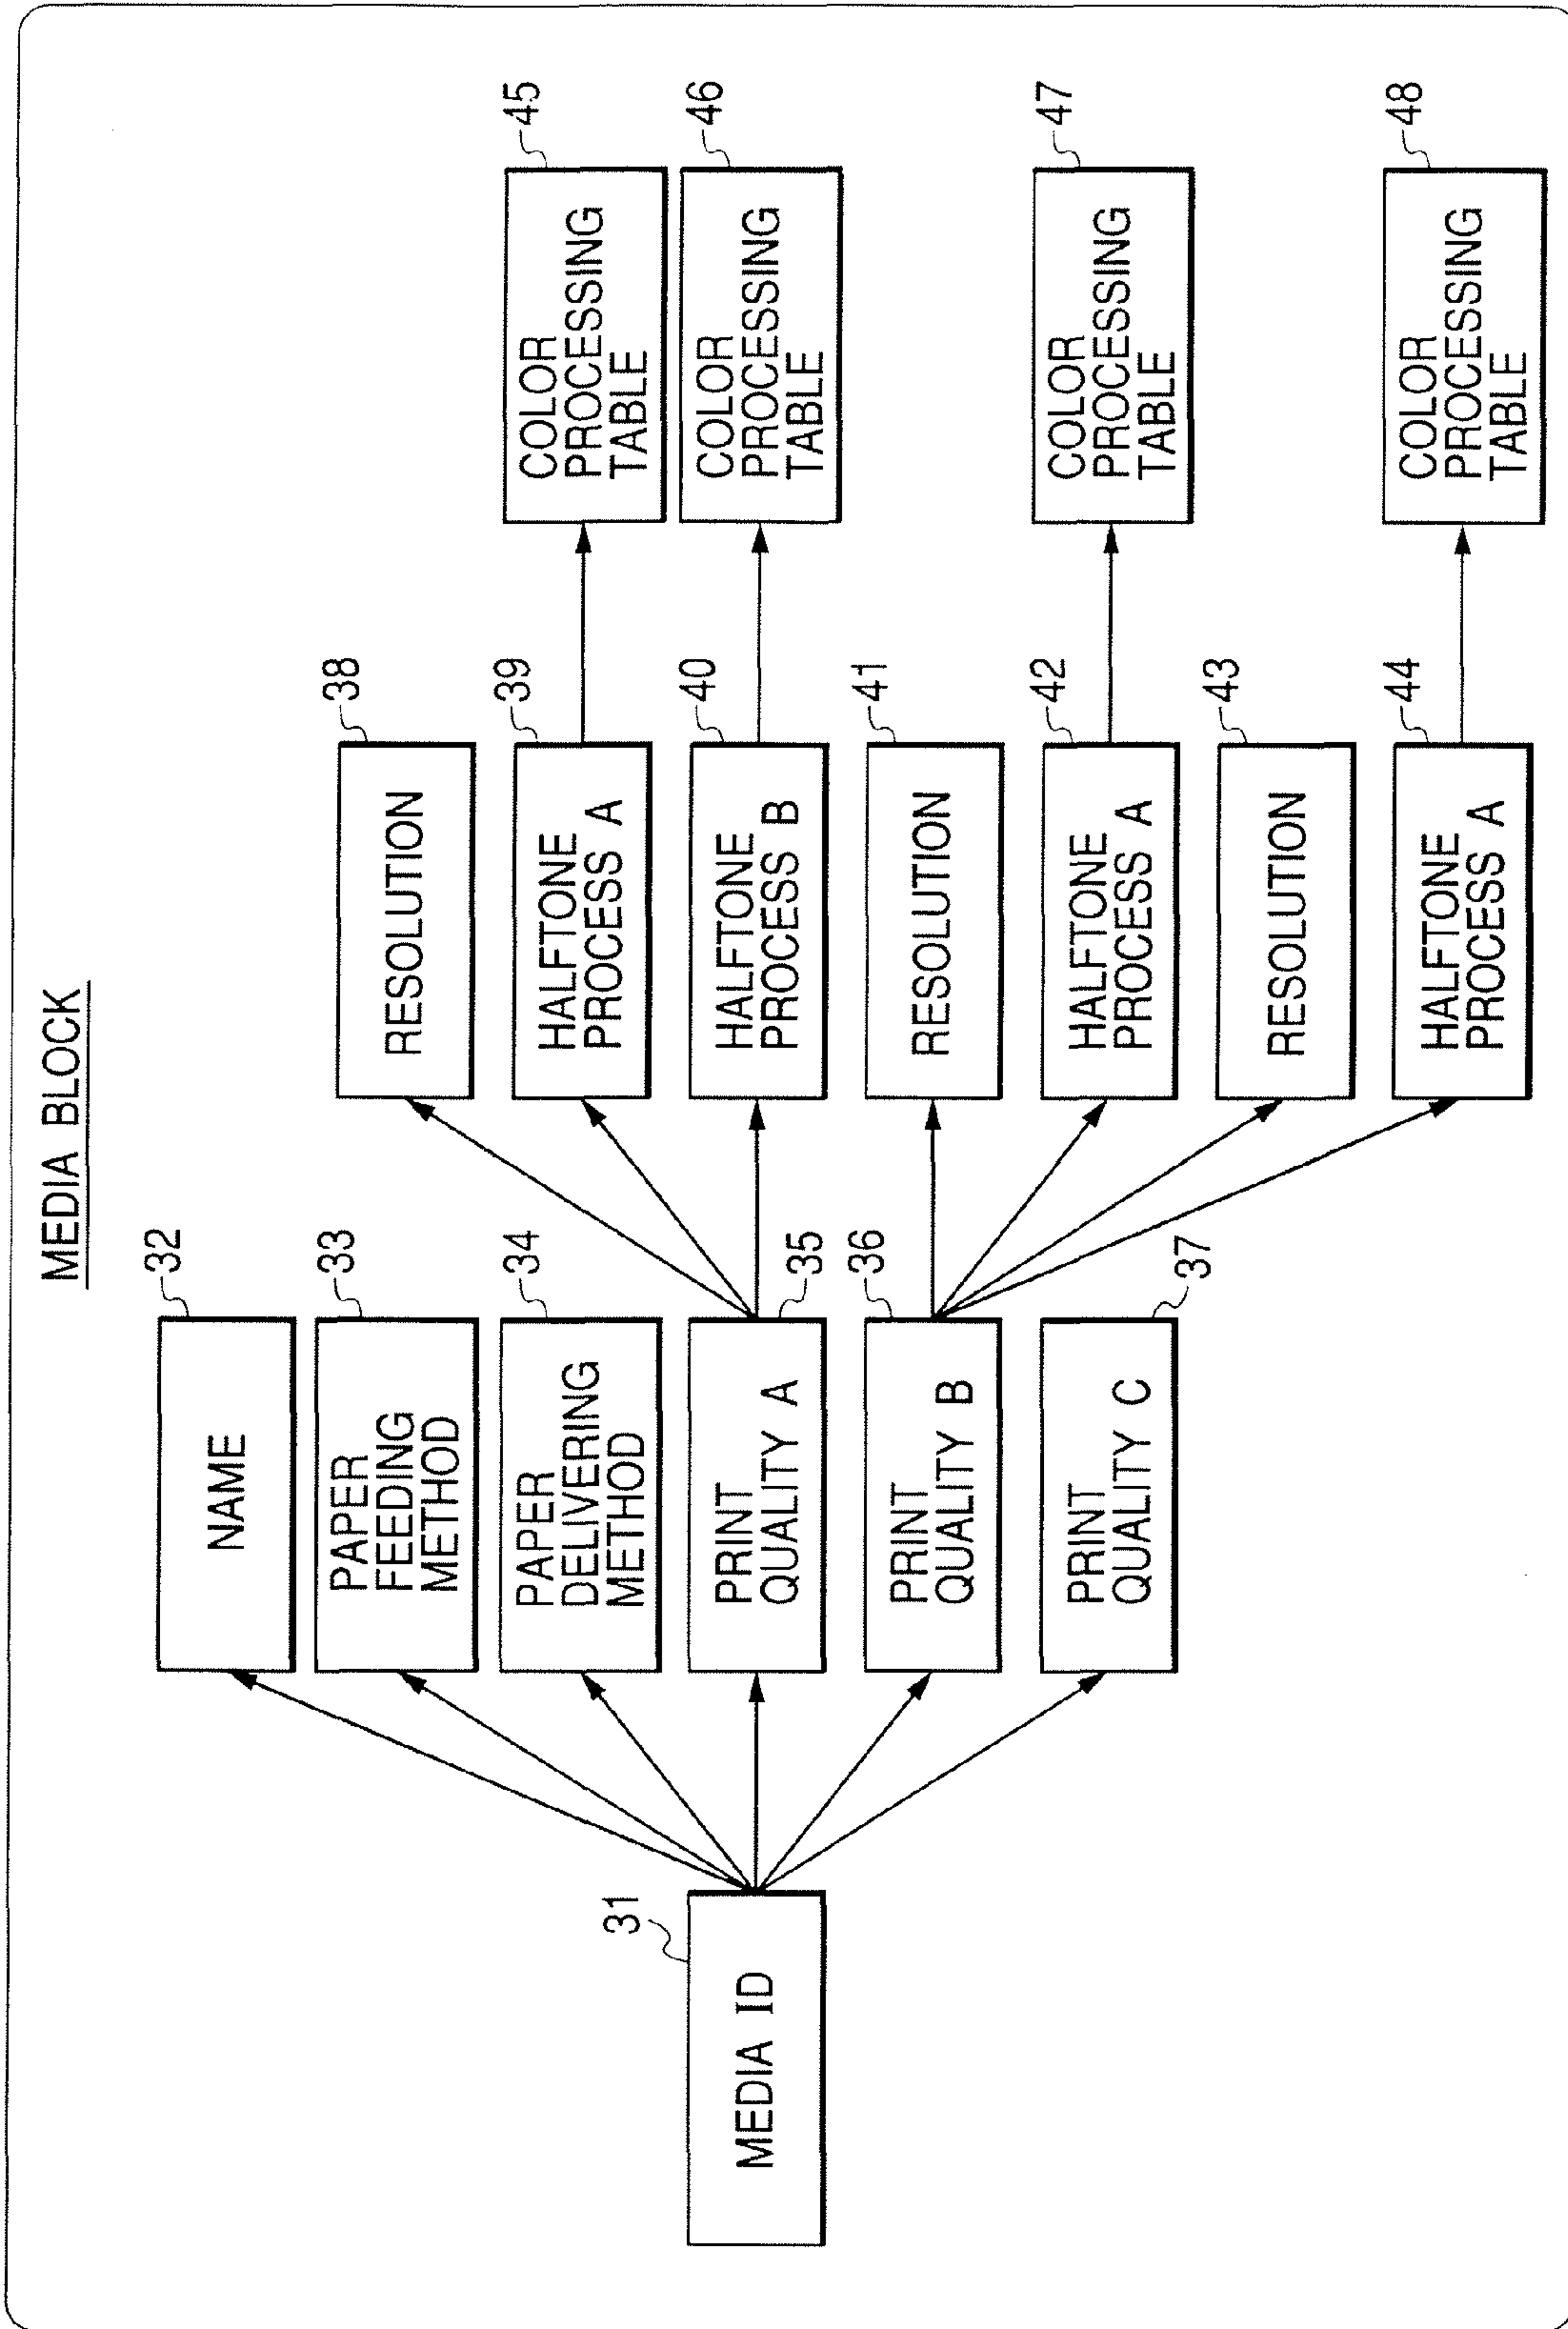 MEDIA BLOCK
31
MEDIA ID
32
NAME
33
PAPER
FEEDING
METHOD
34
PAPER
DELIVERING
METHOD
35
PRINT
QUALITY A
36
PRINT
QUALITY B
37
PRINT
QUALITY C
38
RESOLUTION
39
HALFTONE
PROCESS A
40
HALFTONE
PROCESS B
41
RESOLUTION
42
HALFTONE
PROCESS A
43
RESOLUTION
44
HALFTONE
PROCESS A
45
COLOR
PROCESSING
TABLE
46
COLOR
PROCESSING
TABLE
47
COLOR
PROCESSING
TABLE
48
COLOR
PROCESSING
TABLE